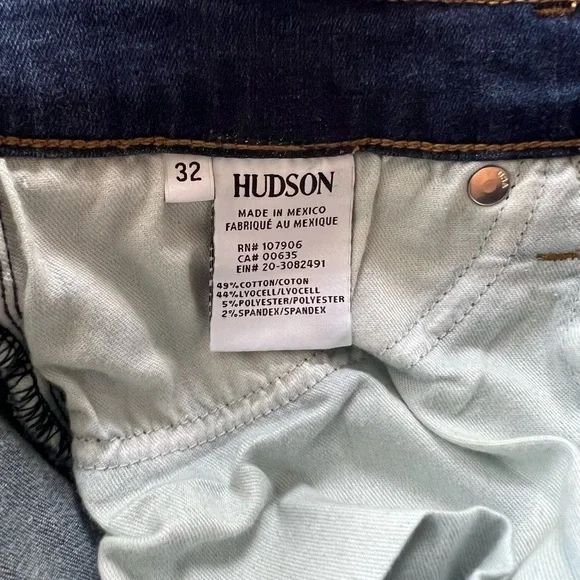 32
HUDSON
MADE IN MEXICO
FABRIQUÉ AU MEXIQUE
RN# 107906
CA# 00635
EIN# 20-3082491
49% COTTON/COTON
44% LYOCELL/LYOCELL
5% POLYESTER/POLYESTER
2% SPANDEX/SPANDEX